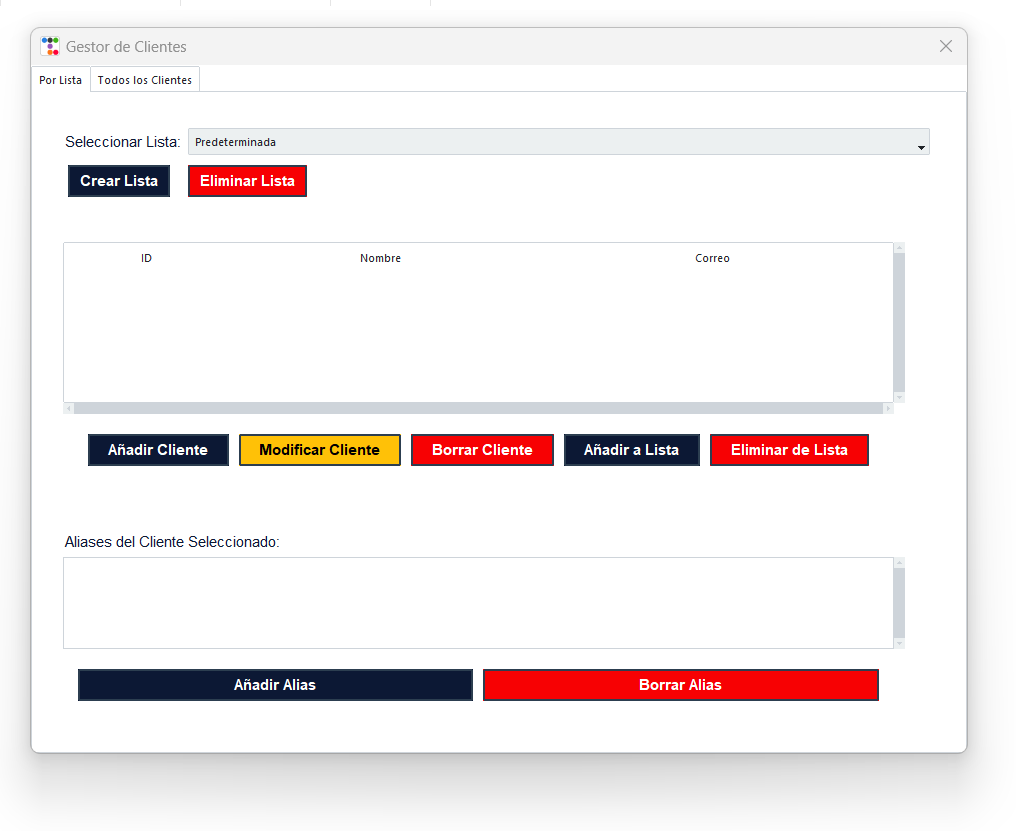 Gestor de Clientes
Por Lista Todos los Clientes
Seleccionar Lista: Predeterminada
Crear Lista Eliminar Lista
ID Nombre Correo
Añadir Cliente Modificar Cliente Borrar Cliente Añadir a Lista Eliminar de Lista
Aliases del Cliente Seleccionado:
Añadir Alias Borrar Alias